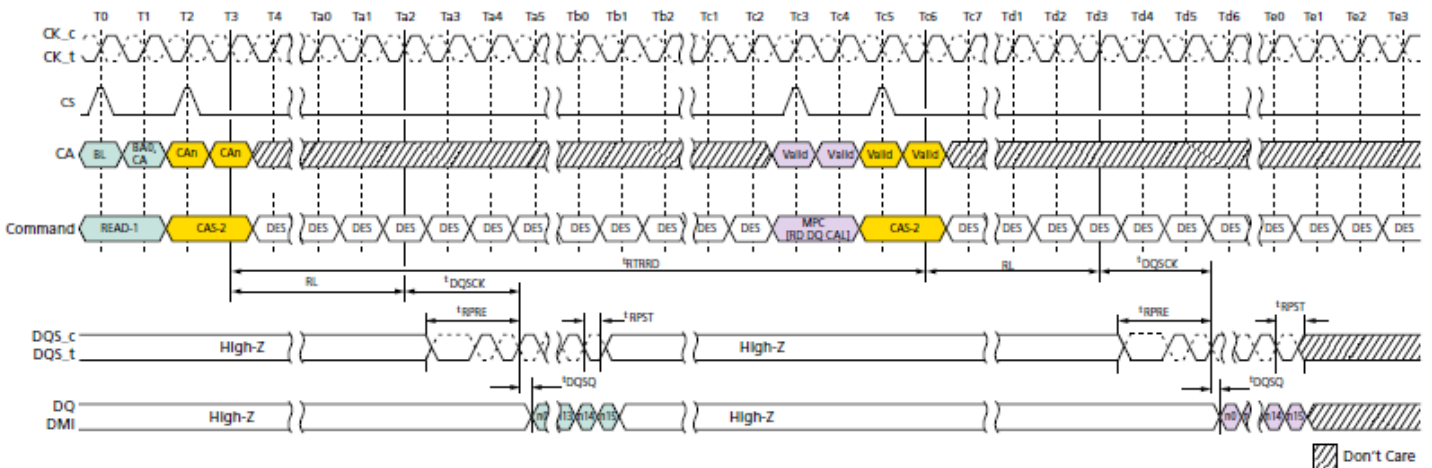 T0 T1 T2 T3 T4 Ta0 Ta1 Ta2 Ta3 Ta4 Ta5 Tb0 Tb1 Tb2 Tc1 Tc2 Tc3 Tc4 Tc5 Tc6 Tc7 Td1 Td2 Td3 Td4 Td5 Td6 Te0 Te1 Te2 Te3
CK_c
CK_t
CS
CA BL BA0, CA CAn CAn Valid Valid Valid Valid
Command READ-1 CAS-2 DES DES DES DES DES DES DES DES DES DES DES DES MPC [RD DQ CAL] CAS-2 DES DES DES DES DES DES DES DES DES DES DES
tRTRRD
RL tDQSCK RL tDQSCK
tRPRE tRPST tRPRE tRPST
DQS_c
DQS_t
High-Z High-Z
tDQSQ tDQSQ
DQ
DMI
High-Z n0 n13 n14 n15 High-Z n0 n14 n15
Don't Care